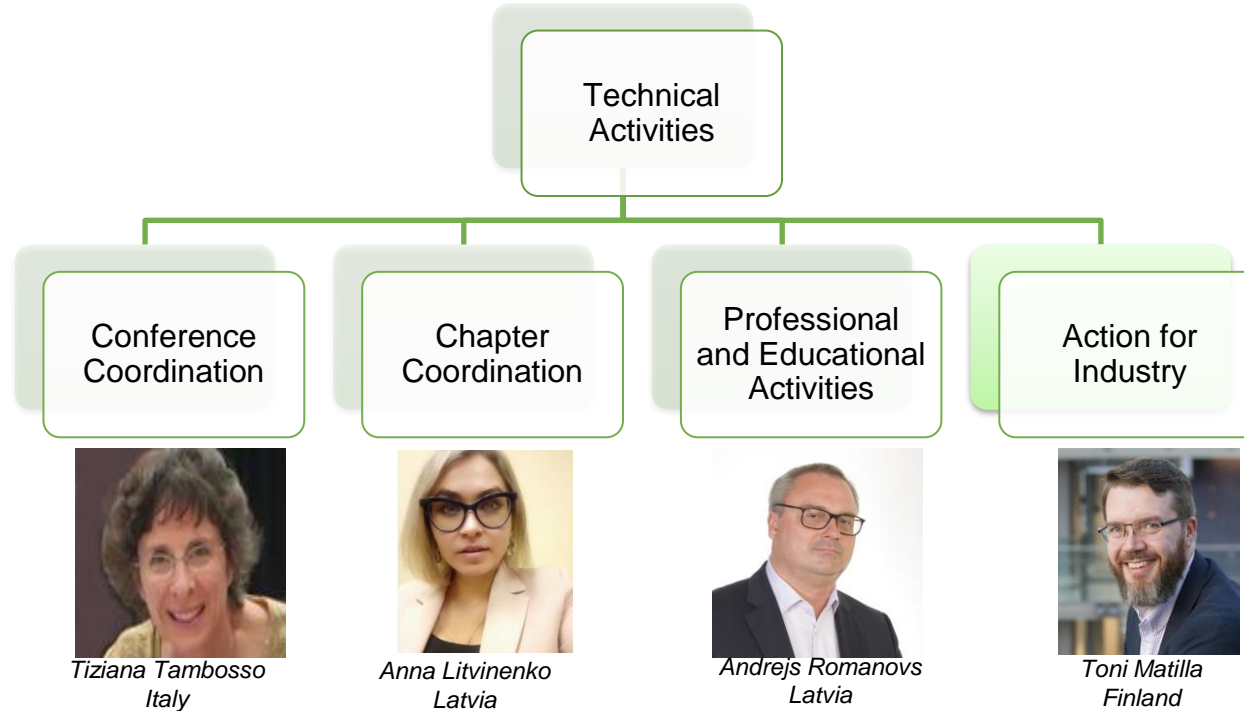 Technical
Activities
Conference
Coordination
Chapter
Coordination
Professional
and Educational
Activities
Action for
Industry
Tiziana Tambosso
Italy
Anna Litvinenko
Latvia
Andrejs Romanovs
Latvia
Toni Matilla
Finland